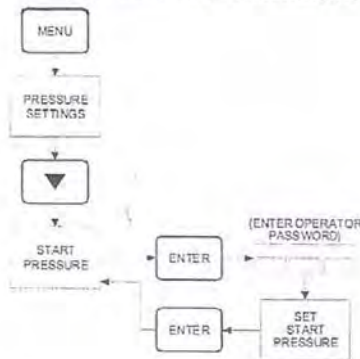 MENU
PRESSURE
SETTINGS
START
PRESSURE
ENTER
(ENTER OPERATOR
PASSWORD)
ENTER
SET
START
PRESSURE